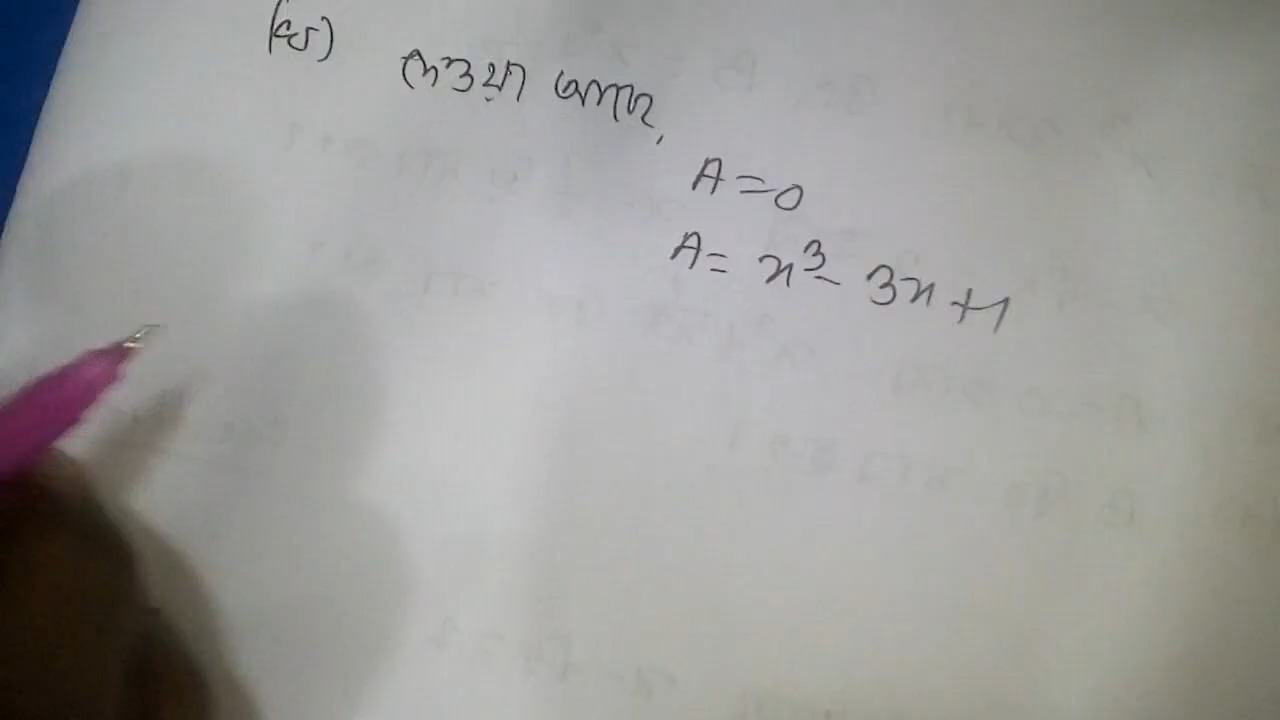 (গ)
দেওয়া আছে,
A = 0
A = x³ - 3x + 1